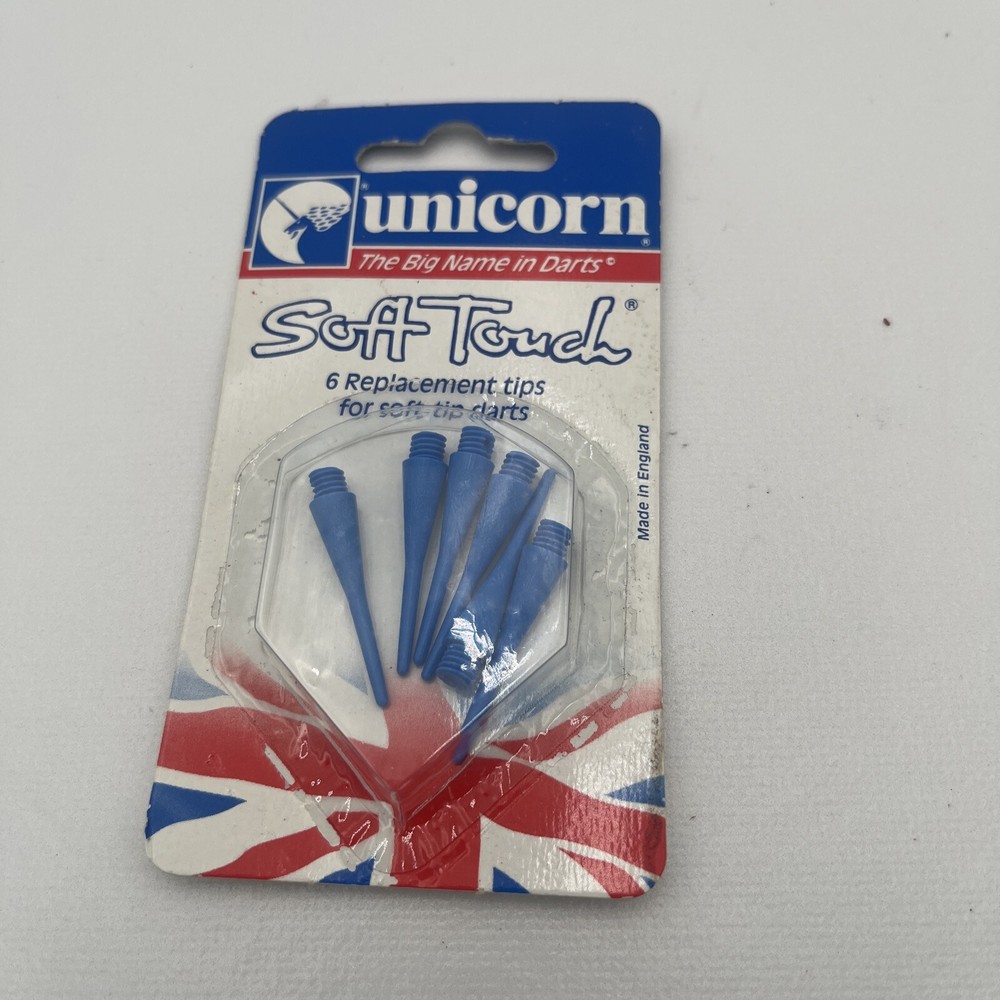 unicorn®
The Big Name in Darts©
Soft Touch®
6 Replacement tips
for soft-tip darts
Made in England